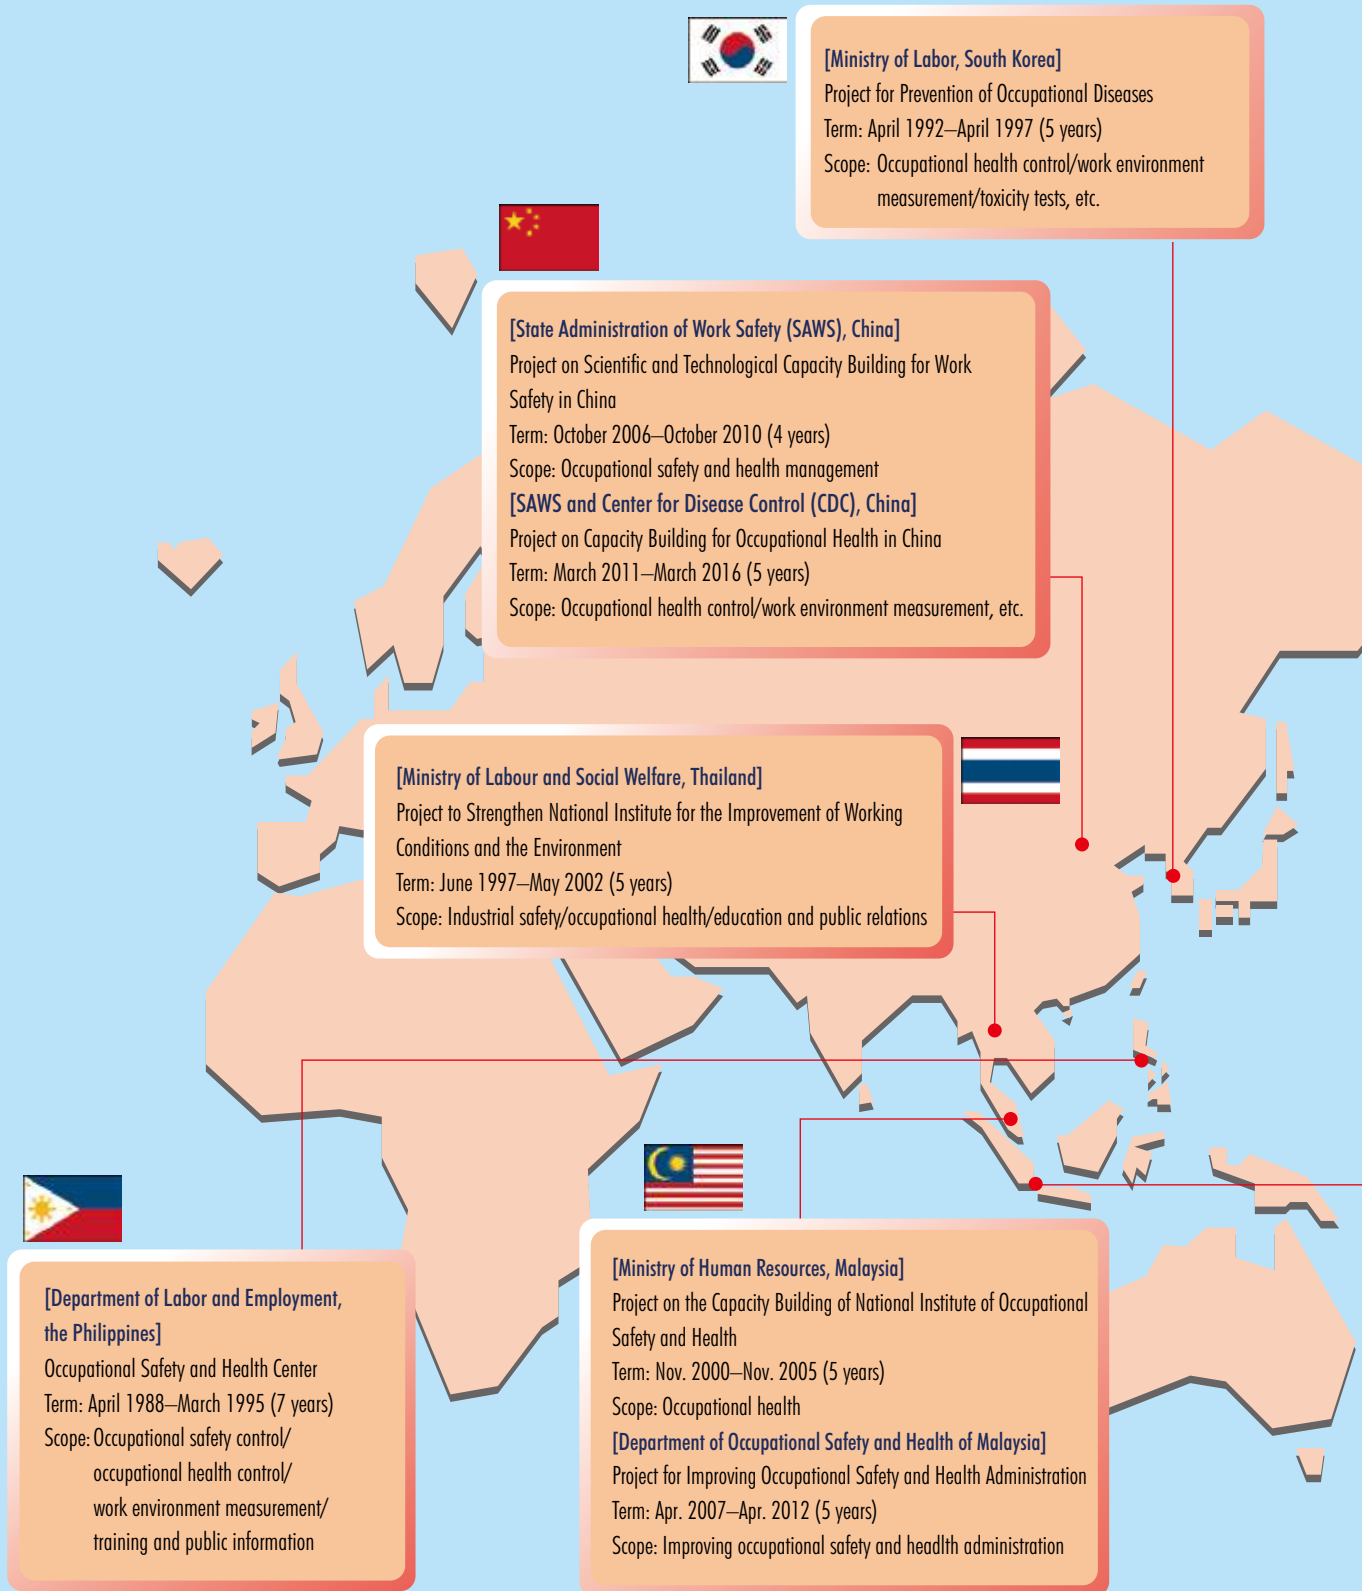 [Ministry of Labor, South Korea]
Project for Prevention of Occupational Diseases
Term: April 1992–April 1997 (5 years)
Scope: Occupational health control/work environment
measurement/toxicity tests, etc.
[State Administration of Work Safety (SAWS), China]
Project on Scientific and Technological Capacity Building for Work
Safety in China
Term: October 2006–October 2010 (4 years)
Scope: Occupational safety and health management
[SAWS and Center for Disease Control (CDC), China]
Project on Capacity Building for Occupational Health in China
Term: March 2011–March 2016 (5 years)
Scope: Occupational health control/work environment measurement, etc.
[Ministry of Labour and Social Welfare, Thailand]
Project to Strengthen National Institute for the Improvement of Working
Conditions and the Environment
Term: June 1997–May 2002 (5 years)
Scope: Industrial safety/occupational health/education and public relations
[Department of Labor and Employment,
the Philippines]
Occupational Safety and Health Center
Term: April 1988–March 1995 (7 years)
Scope: Occupational safety control/
occupational health control/
work environment measurement/
training and public information
[Ministry of Human Resources, Malaysia]
Project on the Capacity Building of National Institute of Occupational
Safety and Health
Term: Nov. 2000–Nov. 2005 (5 years)
Scope: Occupational health
[Department of Occupational Safety and Health of Malaysia]
Project for Improving Occupational Safety and Health Administration
Term: Apr. 2007–Apr. 2012 (5 years)
Scope: Improving occupational safety and headlth administration